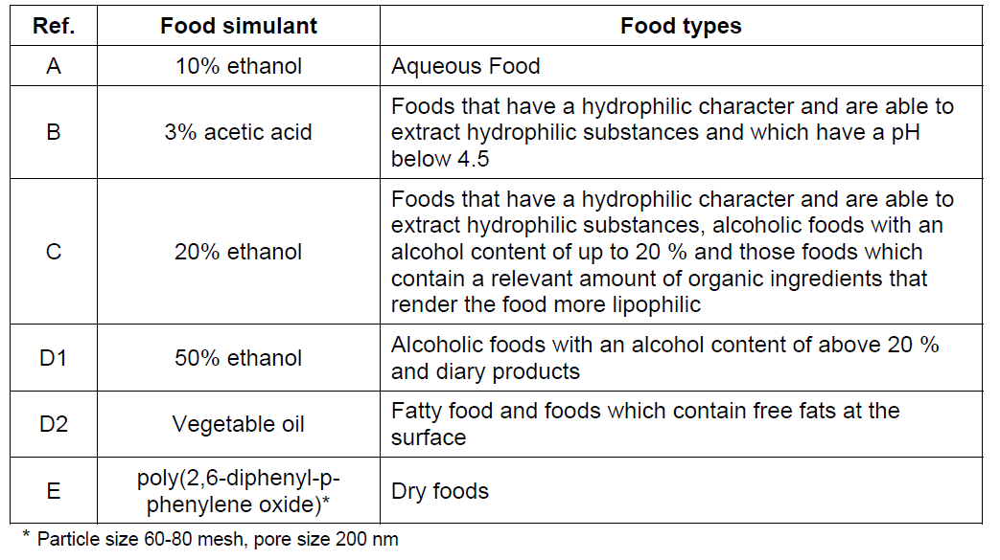 Ref.
Food simulant
Food types
A
10% ethanol
Aqueous Food
B
3% acetic acid
Foods that have a hydrophilic character and are able to
extract hydrophilic substances and which have a pH
below 4.5
C
20% ethanol
Foods that have a hydrophilic character and are able to
extract hydrophilic substances, alcoholic foods with an
alcohol content of up to 20 % and those foods which
contain a relevant amount of organic ingredients that
render the food more lipophilic
D1
50% ethanol
Alcoholic foods with an alcohol content of above 20 %
and diary products
D2
Vegetable oil
Fatty food and foods which contain free fats at the
surface
E
poly(2,6-diphenyl-p-
phenylene oxide)*
Dry foods
* Particle size 60-80 mesh, pore size 200 nm